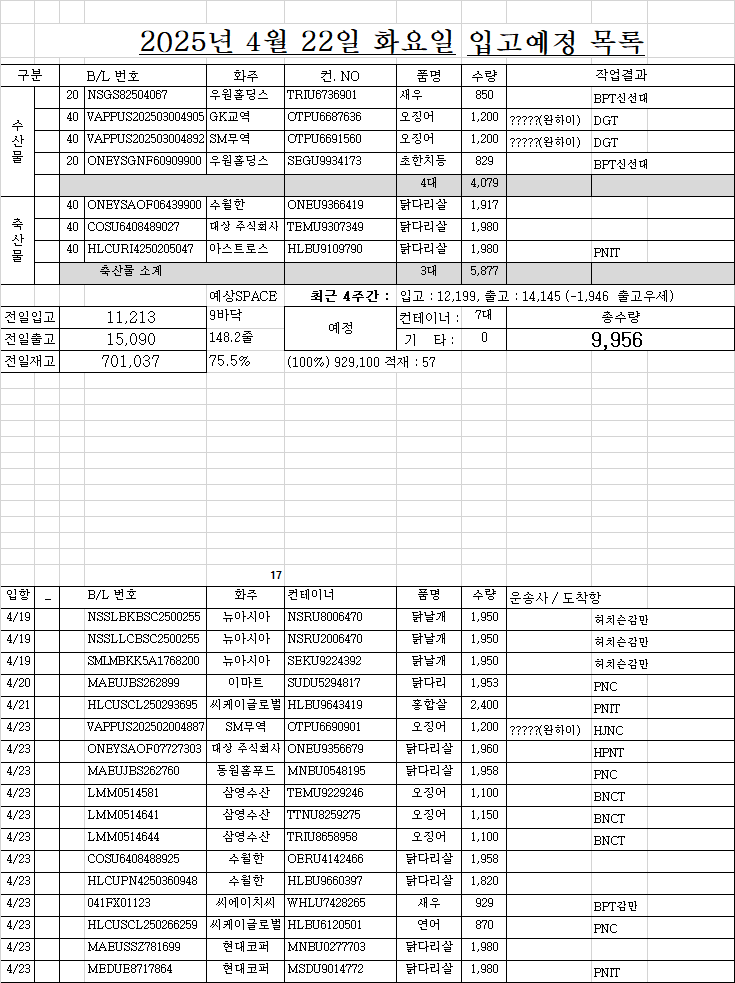 2025년 4월 22일 화요일 입고예정 목록
구분 B/L 번호 화주 컨. NO 품명 수량 작업결과
수산물
20 NSGS82504067 우원홀딩스 TRIU6736901 새우 850 BPT신선대
40 VAPPUS202503004905 GK교역 OTPU6687636 오징어 1,200 ?????(완하이) DGT
40 VAPPUS202503004892 SM무역 OTPU6691560 오징어 1,200 ?????(완하이) DGT
20 ONEYSGNF60909900 우원홀딩스 SEGU9934173 초한치등 829 BPT신선대
4대 4,079
축산물
40 ONEYSAOF06439900 수월한 ONEU9366419 닭다리살 1,917
40 COSU6408489027 대상 주식회사 TEMU9307349 닭다리살 1,980
40 HLCURI4250205047 아스트로스 HLBU9109790 닭다리살 1,980 PNIT
축산물 소계 3대 5,877
예상SPACE 최근 4주간 : 입고 : 12,199, 출고 : 14,145 (-1,946 출고우세)
전일입고 11,213 9바닥 예정 컨테이너 : 7대 총수량
전일출고 15,090 148.2줄 기 타 : 0 9,956
전일재고 701,037 75.5% (100%) 929,100 적재 : 57
17
입항 _ B/L 번호 화주 컨테이너 품명 수량 운송사 / 도착항
4/19 NSSLBKBSC2500255 뉴아시아 NSRU8006470 닭날개 1,950 허치슨감만
4/19 NSSLLCBSC2500255 뉴아시아 NSRU2006470 닭날개 1,950 허치슨감만
4/19 SMLMBKK5A1768200 뉴아시아 SEKU9224392 닭날개 1,950 허치슨감만
4/20 MAEUJBS262899 이마트 SUDU5294817 닭다리 1,953 PNC
4/21 HLCUSCL250293695 씨케이글로벌 HLBU9643419 홍합살 2,400 PNIT
4/23 VAPPUS202502004887 SM무역 OTPU6690901 오징어 1,200 ?????(완하이) HJNC
4/23 ONEYSAOF07727303 대상 주식회사 ONEU9356679 닭다리살 1,960 HPNT
4/23 MAEUJBS262760 동원홈푸드 MNBU0548195 닭다리살 1,958 PNC
4/23 LMM0514581 삼영수산 TEMU9229246 오징어 1,100 BNCT
4/23 LMM0514641 삼영수산 TTNU8259275 오징어 1,150 BNCT
4/23 LMM0514644 삼영수산 TRIU8658958 오징어 1,100 BNCT
4/23 COSU6408488925 수월한 OERU4142466 닭다리살 1,958
4/23 HLCUPN4250360948 수월한 HLBU9660397 닭다리살 1,820
4/23 041FX01123 씨에이치씨 WHLU7428265 새우 929 BPT감만
4/23 HLCUSCL250266259 씨케이글로벌 HLBU6120501 연어 870 PNC
4/23 MAEUSSZ781699 현대코퍼 MNBU0277703 닭다리살 1,980
4/23 MEDUE8717864 현대코퍼 MSDU9014772 닭다리살 1,980 PNIT